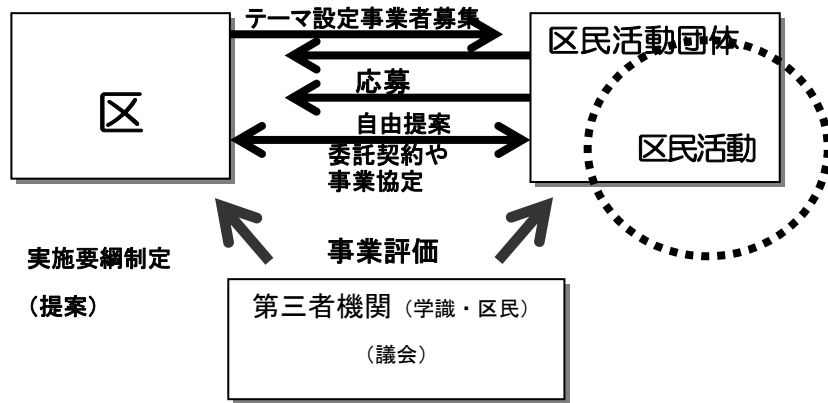 テーマ設定事業者募集
区民活動団体
応募
区
自由提案
区民活動
委託契約や
事業協定
事業評価
実施要綱制定
（提案）
第三者機関（学識・区民）
（議会）